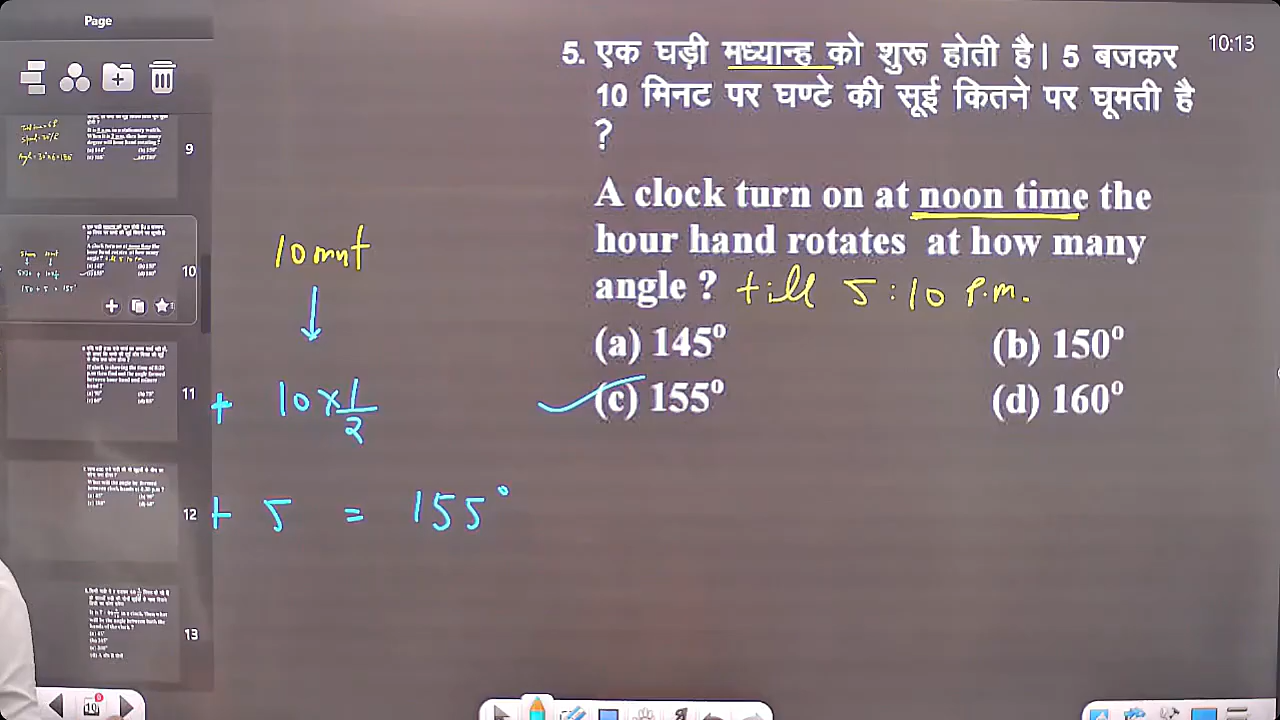 Page
10:13
5. एक घड़ी मध्यान्ह को शुरू होती है| 5 बजकर
10 मिनट पर घण्टे की सूई कितने पर घूमती है
?
A clock turn on at noon time the
hour hand rotates at how many
angle ? till 5:10 P.m.
(a) 145° (b) 150°
(c) 155° (d) 160°
10 mnt
+ 10 × 1/2
+ 5 = 155°
9
10
11
12
13